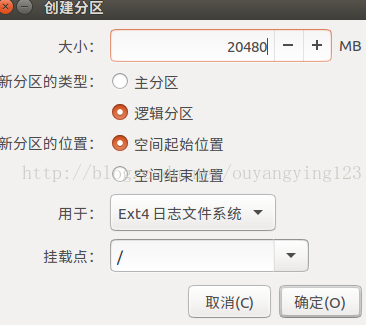 创建分区
大小： 20480 − + MB
新分区的类型： 主分区
逻辑分区
新分区的位置： 空间起始位置
空间结束位置
http://blog.csdn.net/ouyangying123
用于： Ext4 日志文件系统
挂载点： /
取消(C) 确定(O)